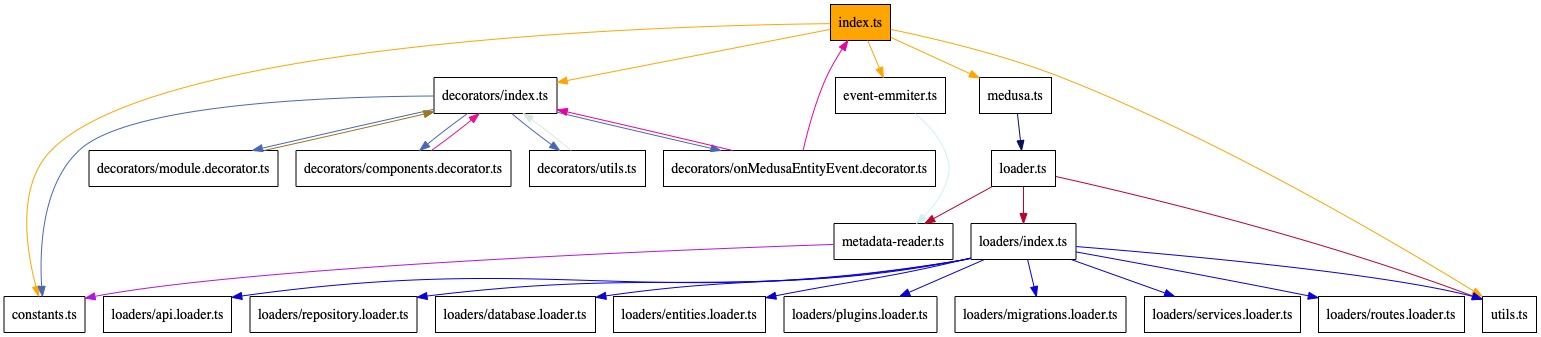 index.ts
decorators/index.ts
event-emmiter.ts
medusa.ts
decorators/module.decorator.ts
decorators/components.decorator.ts
decorators/utils.ts
decorators/onMedusaEntityEvent.decorator.ts
loader.ts
metadata-reader.ts
loaders/index.ts
constants.ts
loaders/api.loader.ts
loaders/repository.loader.ts
loaders/database.loader.ts
loaders/entities.loader.ts
loaders/plugins.loader.ts
loaders/migrations.loader.ts
loaders/services.loader.ts
loaders/routes.loader.ts
utils.ts